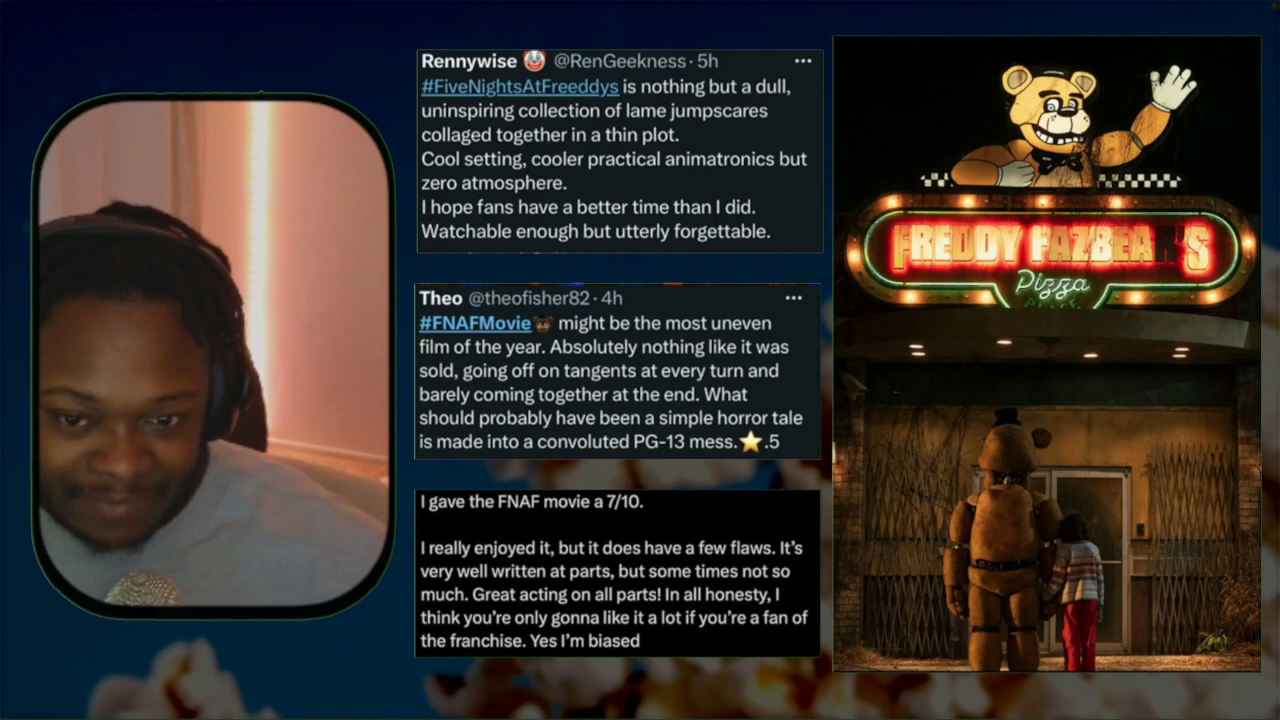 Rennywise 🤡 @RenGeekness · 5h ···
#FiveNightsAtFreeddys is nothing but a dull,
uninspiring collection of lame jumpscares
collaged together in a thin plot.
Cool setting, cooler practical animatronics but
zero atmosphere.
I hope fans have a better time than I did.
Watchable enough but utterly forgettable.
Theo @theofisher82 · 4h ···
#FNAFMovie🐻 might be the most uneven
film of the year. Absolutely nothing like it was
sold, going off on tangents at every turn and
barely coming together at the end. What
should probably have been a simple horror tale
is made into a convoluted PG-13 mess.⭐.5
I gave the FNAF movie a 7/10.
I really enjoyed it, but it does have a few flaws. It's
very well written at parts, but some times not so
much. Great acting on all parts! In all honesty, I
think you're only gonna like it a lot if you're a fan of
the franchise. Yes I'm biased
FREDDY FAZBEAR'S
Pizza